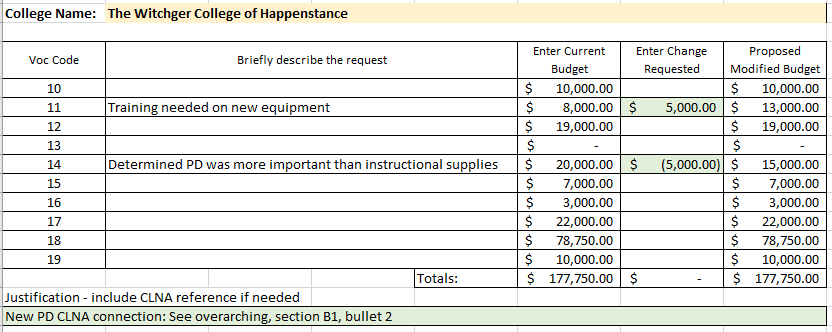 College Name: The Witchger College of Happenstance
Voc Code Briefly describe the request Enter Current Budget Enter Change Requested Proposed Modified Budget
10 $ 10,000.00 $ 10,000.00
11 Training needed on new equipment $ 8,000.00 $ 5,000.00 $ 13,000.00
12 $ 19,000.00 $ 19,000.00
13 $ - $ -
14 Determined PD was more important than instructional supplies $ 20,000.00 $ (5,000.00) $ 15,000.00
15 $ 7,000.00 $ 7,000.00
16 $ 3,000.00 $ 3,000.00
17 $ 22,000.00 $ 22,000.00
18 $ 78,750.00 $ 78,750.00
19 $ 10,000.00 $ 10,000.00
Totals: $ 177,750.00 $ - $ 177,750.00
Justification - include CLNA reference if needed
New PD CLNA connection: See overarching, section B1, bullet 2